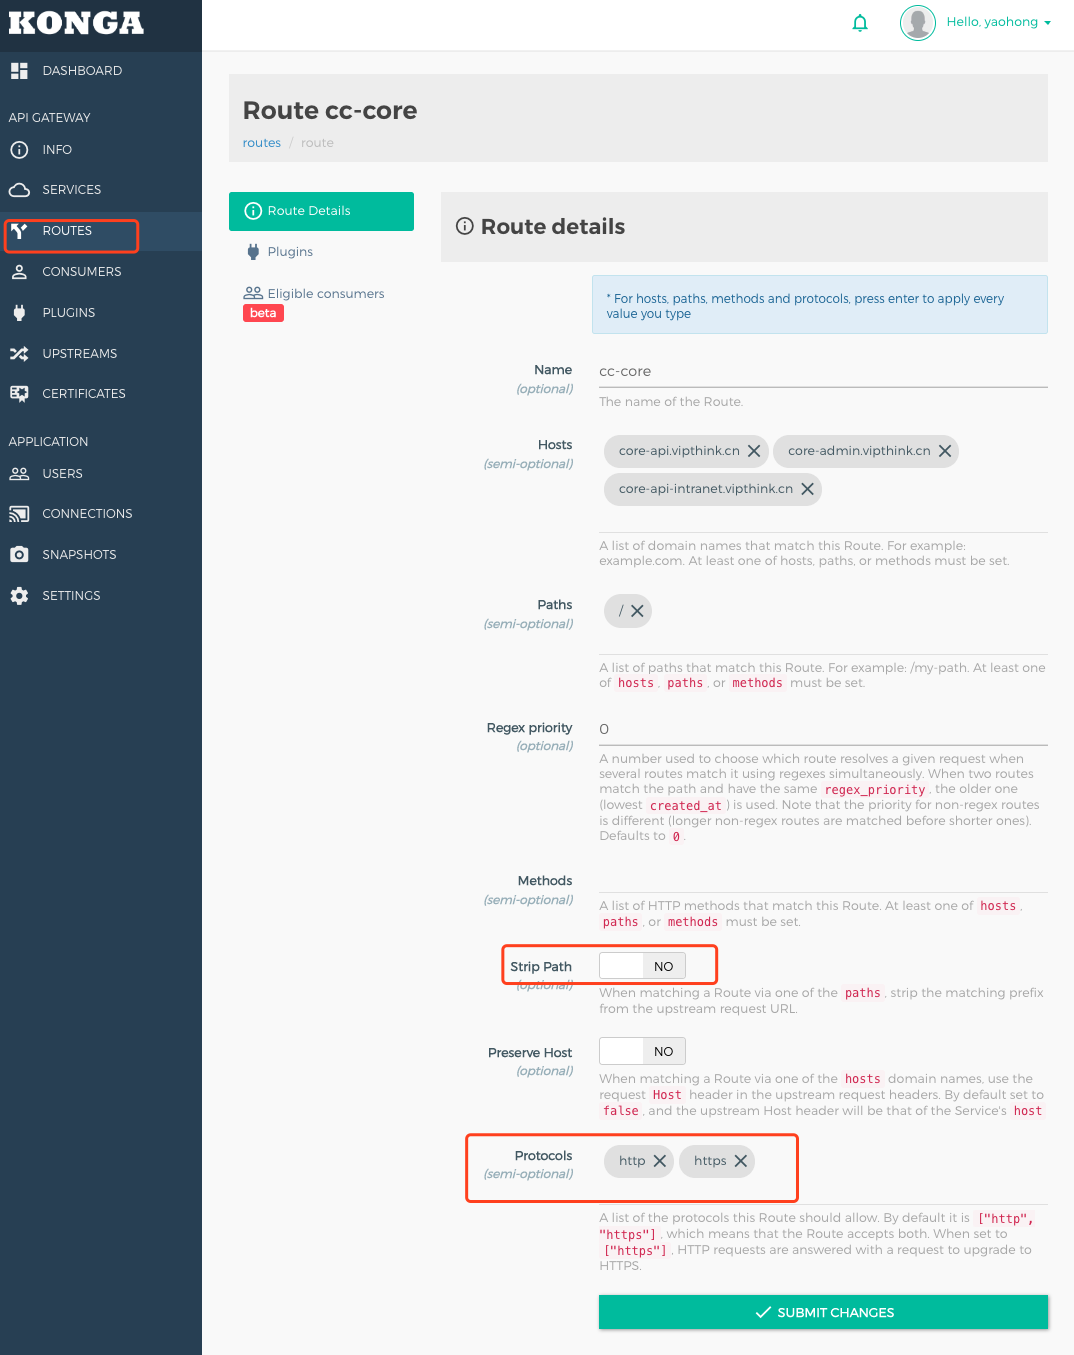 KONGA
Hello, yaohong
DASHBOARD
API GATEWAY
INFO
SERVICES
ROUTES
CONSUMERS
PLUGINS
UPSTREAMS
CERTIFICATES
APPLICATION
USERS
CONNECTIONS
SNAPSHOTS
SETTINGS
Route cc-core
routes / route
Route Details
Plugins
Eligible consumers
beta
Route details
* For hosts, paths, methods and protocols, press enter to apply every
value you type
Name
(optional)
cc-core
The name of the Route.
Hosts
(semi-optional)
core-api.vipthink.cn core-admin.vipthink.cn
core-api-intranet.vipthink.cn
A list of domain names that match this Route. For example:
example.com. At least one of hosts, paths, or methods must be set.
Paths
(semi-optional)
/
A list of paths that match this Route. For example: /my-path. At least one
of hosts, paths, or methods must be set.
Regex priority
(optional)
0
A number used to choose which route resolves a given request when
several routes match it using regexes simultaneously. When two routes
match the path and have the same regex_priority, the older one
(lowest created_at) is used. Note that the priority for non-regex routes
is different (longer non-regex routes are matched before shorter ones).
Defaults to 0.
Methods
(semi-optional)
A list of HTTP methods that match this Route. At least one of hosts,
paths, or methods must be set.
Strip Path
(optional)
NO
When matching a Route via one of the paths, strip the matching prefix
from the upstream request URL.
Preserve Host
(optional)
NO
When matching a Route via one of the hosts domain names, use the
request Host header in the upstream request headers. By default set to
false, and the upstream Host header will be that of the Service's host
Protocols
(semi-optional)
http https
A list of the protocols this Route should allow. By default it is ["http",
"https"], which means that the Route accepts both. When set to
["https"], HTTP requests are answered with a request to upgrade to
HTTPS.
SUBMIT CHANGES